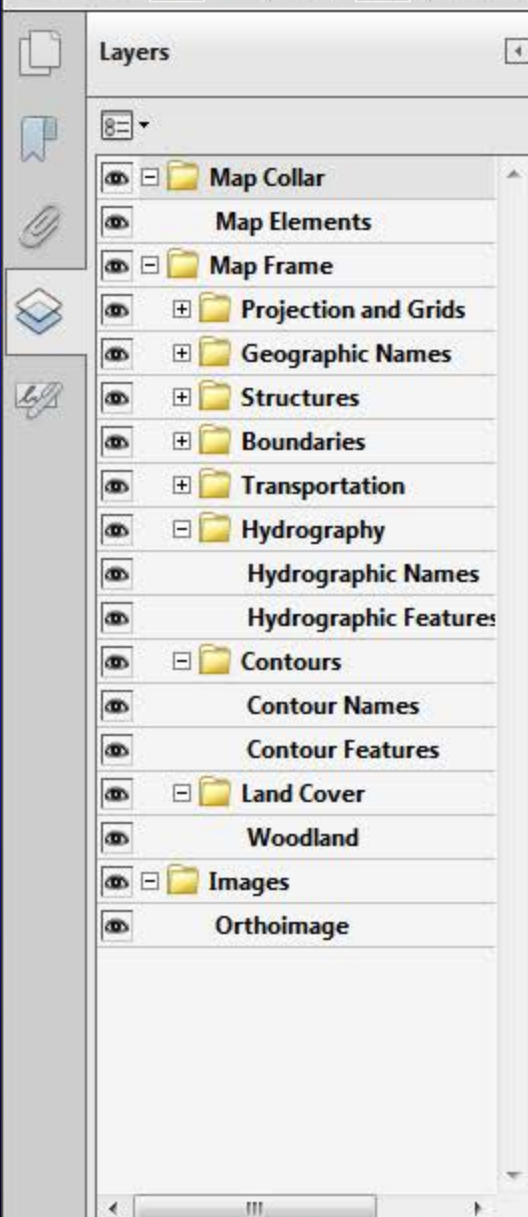 Layers
Map Collar
Map Elements
Map Frame
Projection and Grids
Geographic Names
Structures
Boundaries
Transportation
Hydrography
Hydrographic Names
Hydrographic Features
Contours
Contour Names
Contour Features
Land Cover
Woodland
Images
Orthoimage